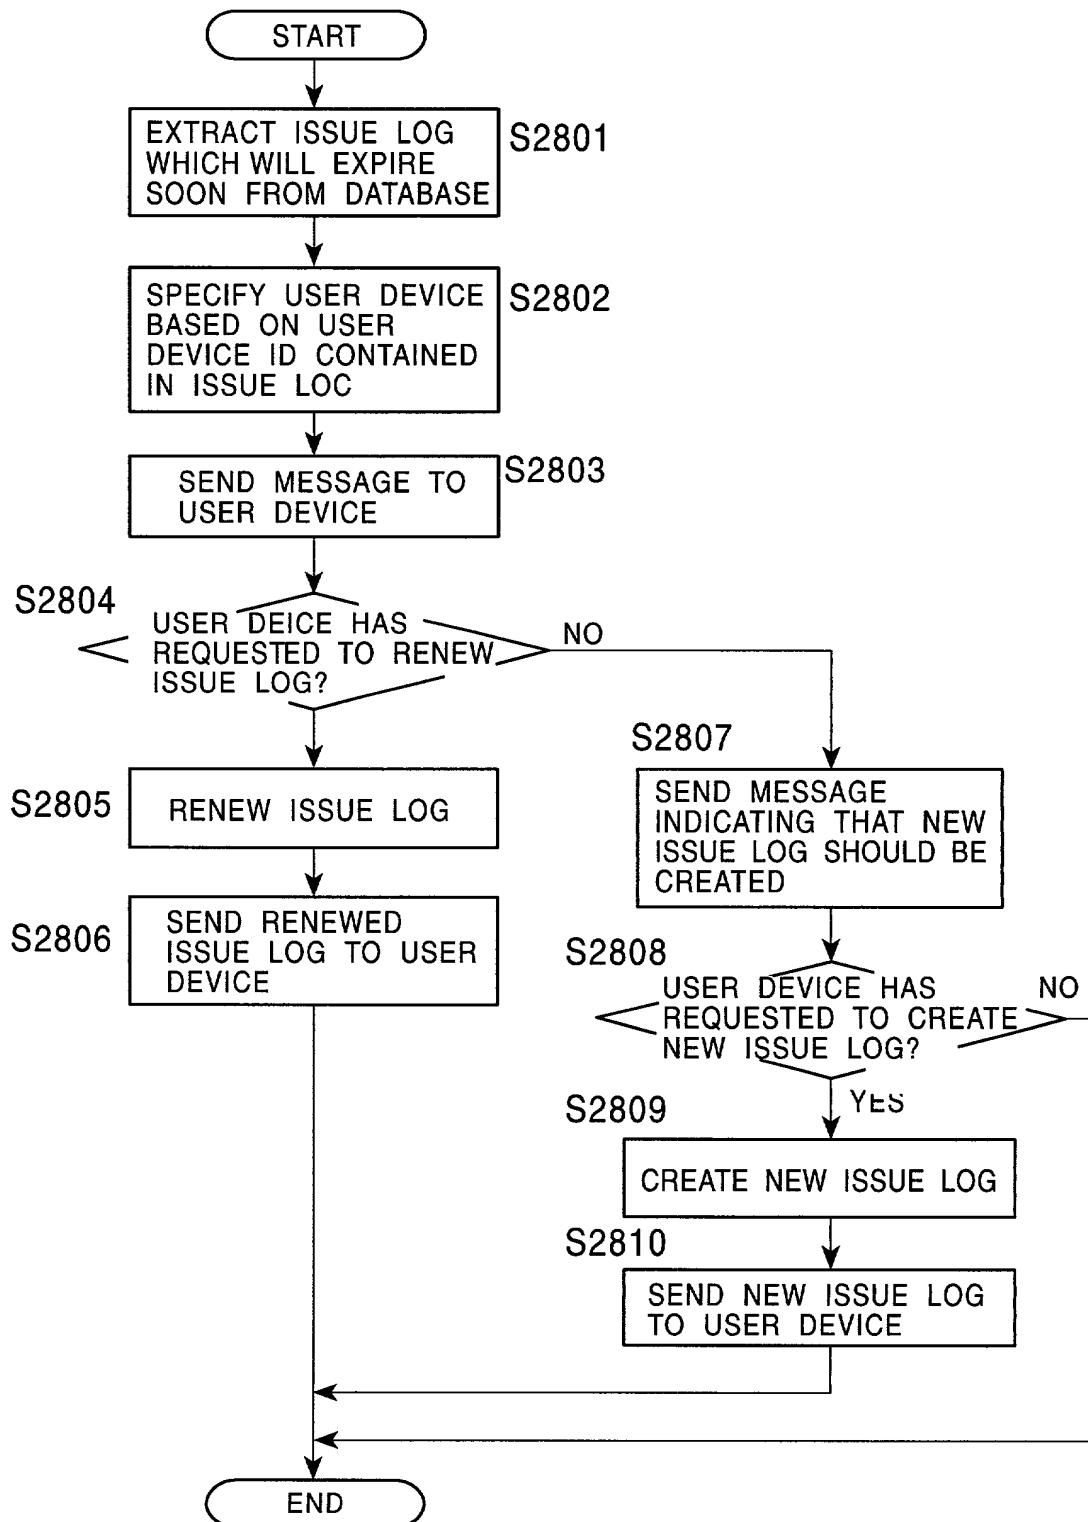 START
EXTRACT ISSUE LOG
WHICH WILL EXPIRE
SOON FROM DATABASE
S2801
SPECIFY USER DEVICE
BASED ON USER
DEVICE ID CONTAINED
IN ISSUE LOC
S2802
SEND MESSAGE TO
USER DEVICE
S2803
S2804
USER DEICE HAS
REQUESTED TO RENEW
ISSUE LOG?
NO
S2805
RENEW ISSUE LOG
S2806
SEND RENEWED
ISSUE LOG TO USER
DEVICE
S2807
SEND MESSAGE
INDICATING THAT NEW
ISSUE LOG SHOULD BE
CREATED
S2808
USER DEVICE HAS
REQUESTED TO CREATE
NEW ISSUE LOG?
NO
YES
S2809
CREATE NEW ISSUE LOG
S2810
SEND NEW ISSUE LOG
TO USER DEVICE
END